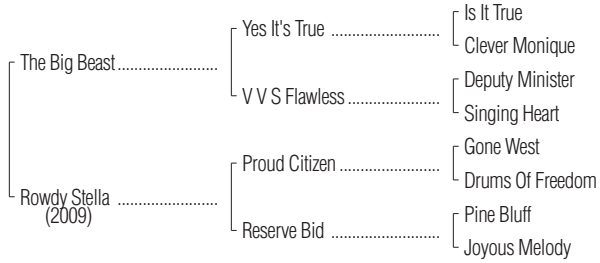 Is It True
Yes It's True ......................
Clever Monique
The Big Beast ....................
Deputy Minister
V V S Flawless ..................
Singing Heart
Gone West
Proud Citizen ....................
Drums Of Freedom
Rowdy Stella ....................
(2009)
Pine Bluff
Reserve Bid ......................
Joyous Melody